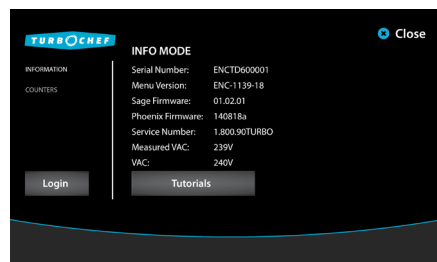 TURBOCHEF
Close
INFO MODE
INFORMATION
COUNTERS
Serial Number: ENCTD600001
Menu Version: ENC-1139-18
Sage Firmware: 01.02.01
Phoenix Firmware: 140818a
Service Number: 1.800.90TURBO
Measured VAC: 239V
VAC: 240V
Login
Tutorials